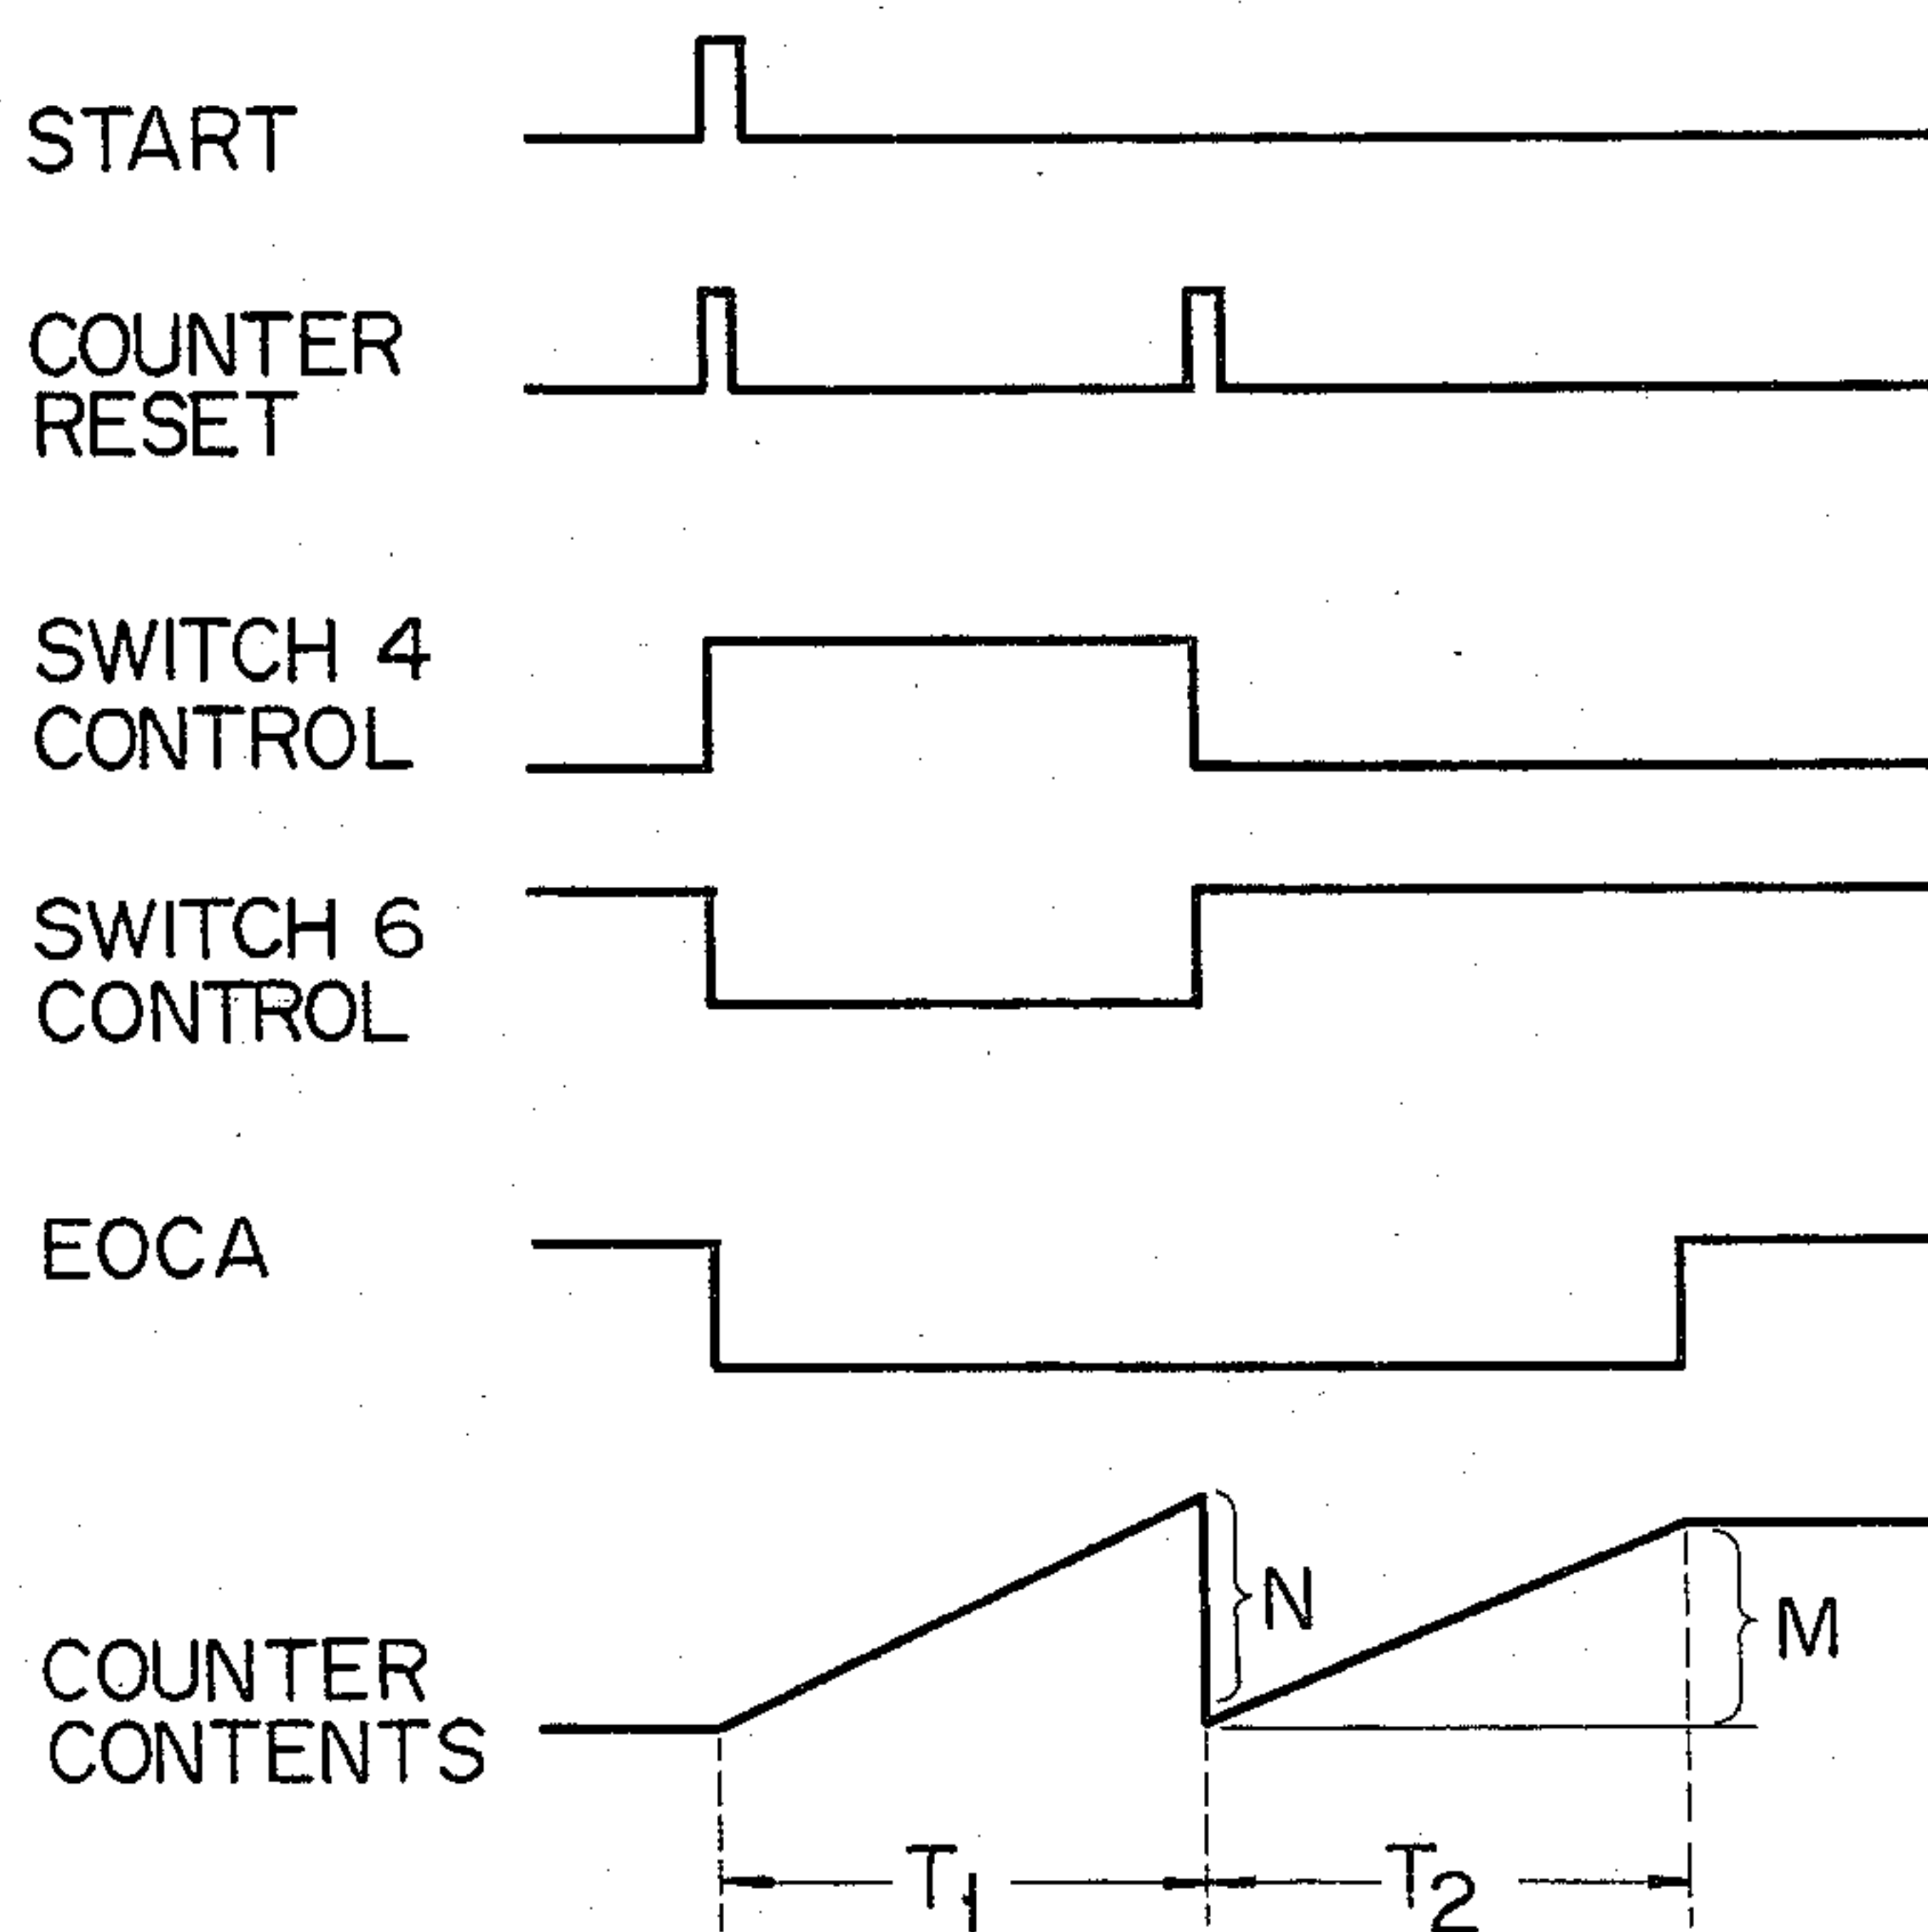 START
COUNTER
RESET
SWITCH 4
CONTROL
SWITCH 6
CONTROL
EOCA
N
M
COUNTER
CONTENTS
T1
T2